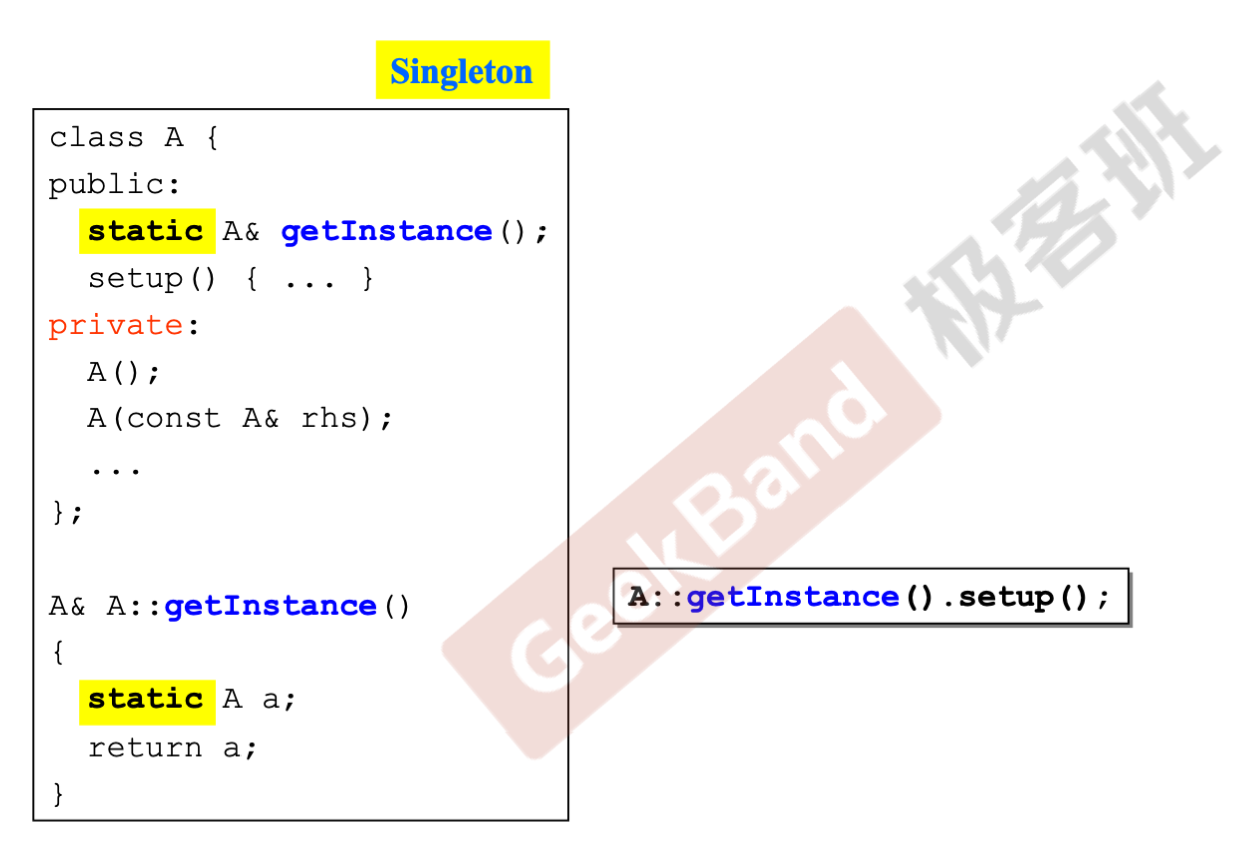 Singleton
class A {
public:
static A& getInstance();
setup() { ... }
private:
A();
A(const A& rhs);
...
};
A& A::getInstance()
{
static A a;
return a;
}
A::getInstance().setup();
GeekBand 极客班